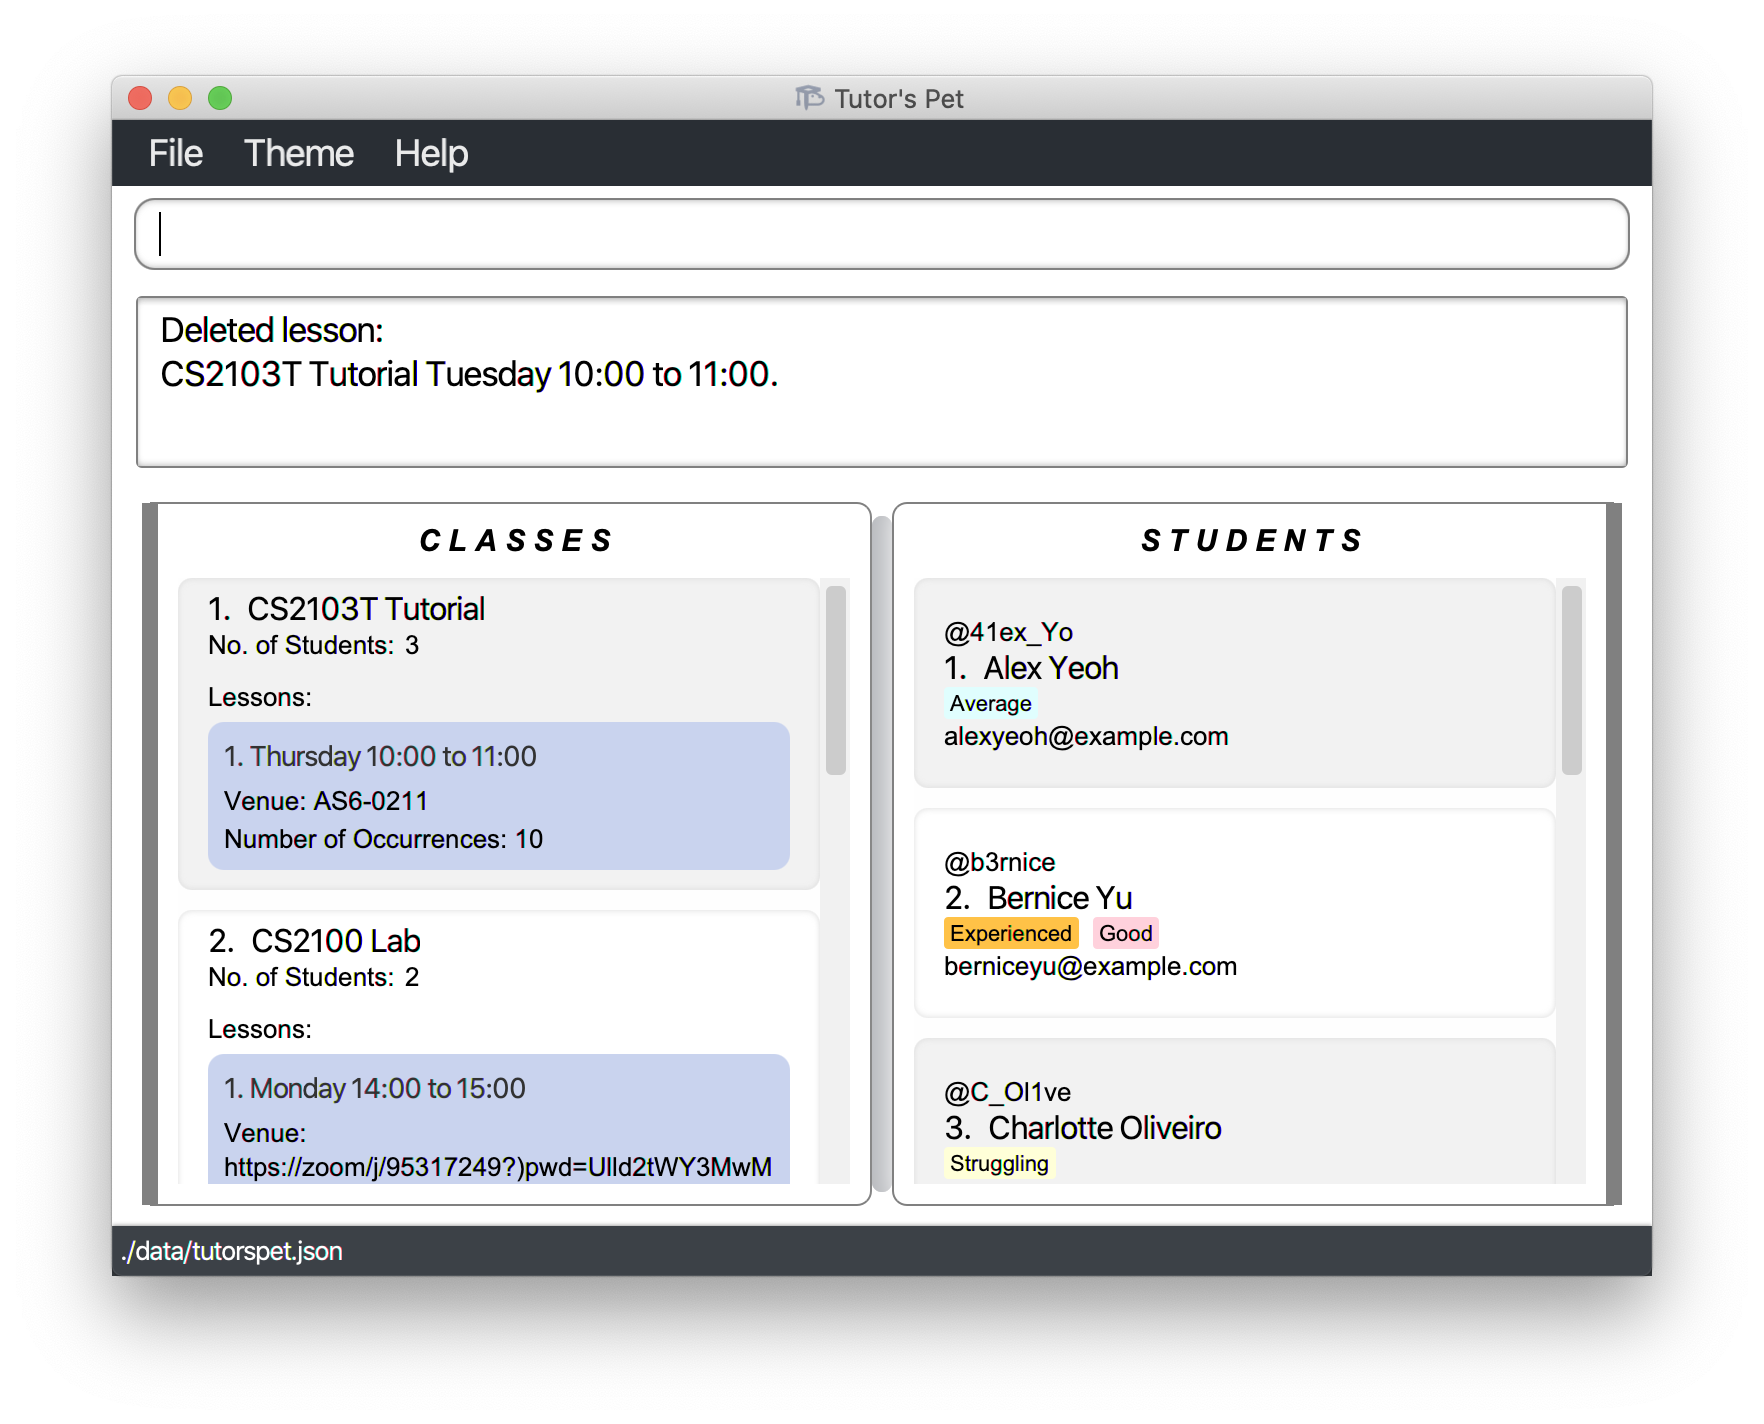 Tutor's Pet
File Theme Help
Deleted lesson:
CS2103T Tutorial Tuesday 10:00 to 11:00.
CLASSES
1. CS2103T Tutorial
No. of Students: 3
Lessons:
1. Thursday 10:00 to 11:00
Venue: AS6-0211
Number of Occurrences: 10
2. CS2100 Lab
No. of Students: 2
Lessons:
1. Monday 14:00 to 15:00
Venue:
https://zoom/j/95317249?)pwd=Ulld2tWY3MwM
STUDENTS
@41ex_Yo
1. Alex Yeoh
Average
alexyeoh@example.com
@b3rnice
2. Bernice Yu
Experienced Good
berniceyu@example.com
@C_Ol1ve
3. Charlotte Oliveiro
Struggling
./data/tutorspet.json